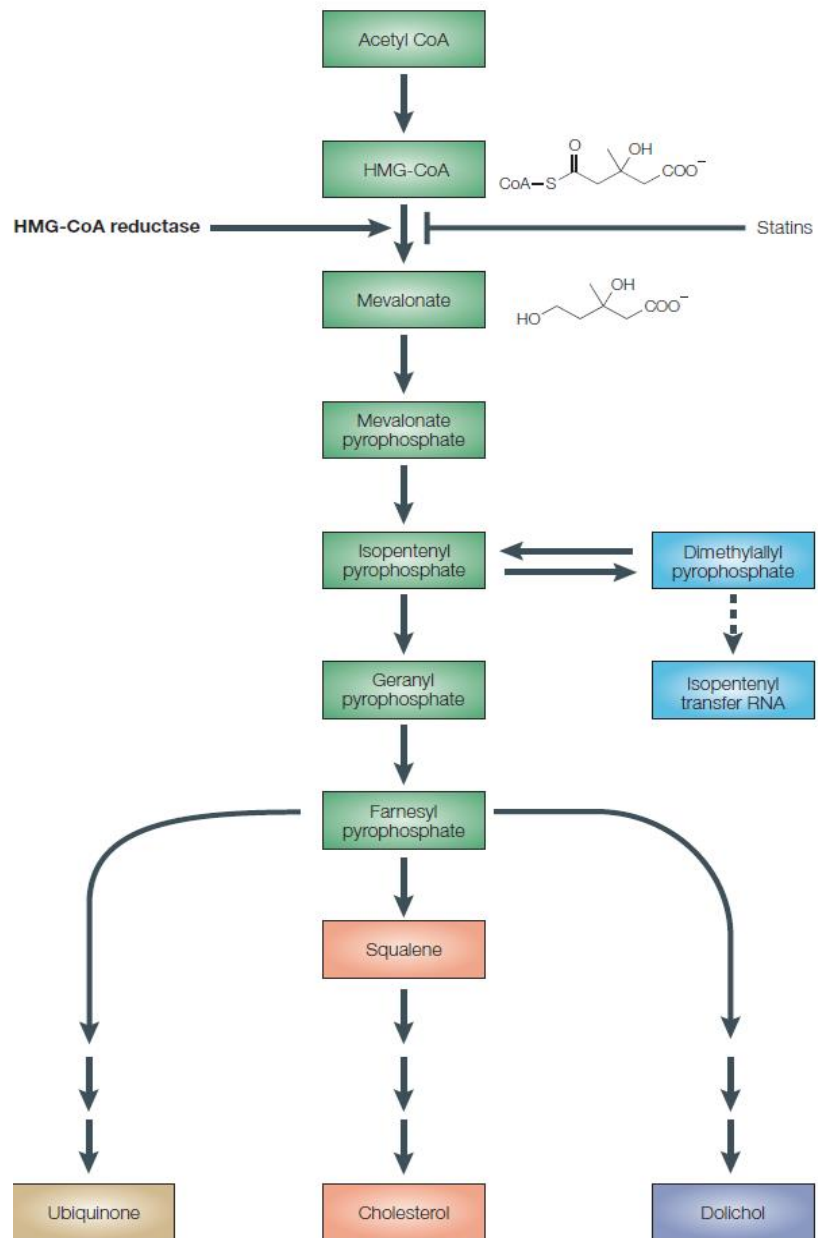 Acetyl CoA
HMG-CoA
O
OH
CoA–S
COO⁻
HMG-CoA reductase
Statins
Mevalonate
OH
HO
COO⁻
Mevalonate
pyrophosphate
Isopentenyl
pyrophosphate
Dimethylallyl
pyrophosphate
Geranyl
pyrophosphate
Isopentenyl
transfer RNA
Farnesyl
pyrophosphate
Squalene
Ubiquinone
Cholesterol
Dolichol